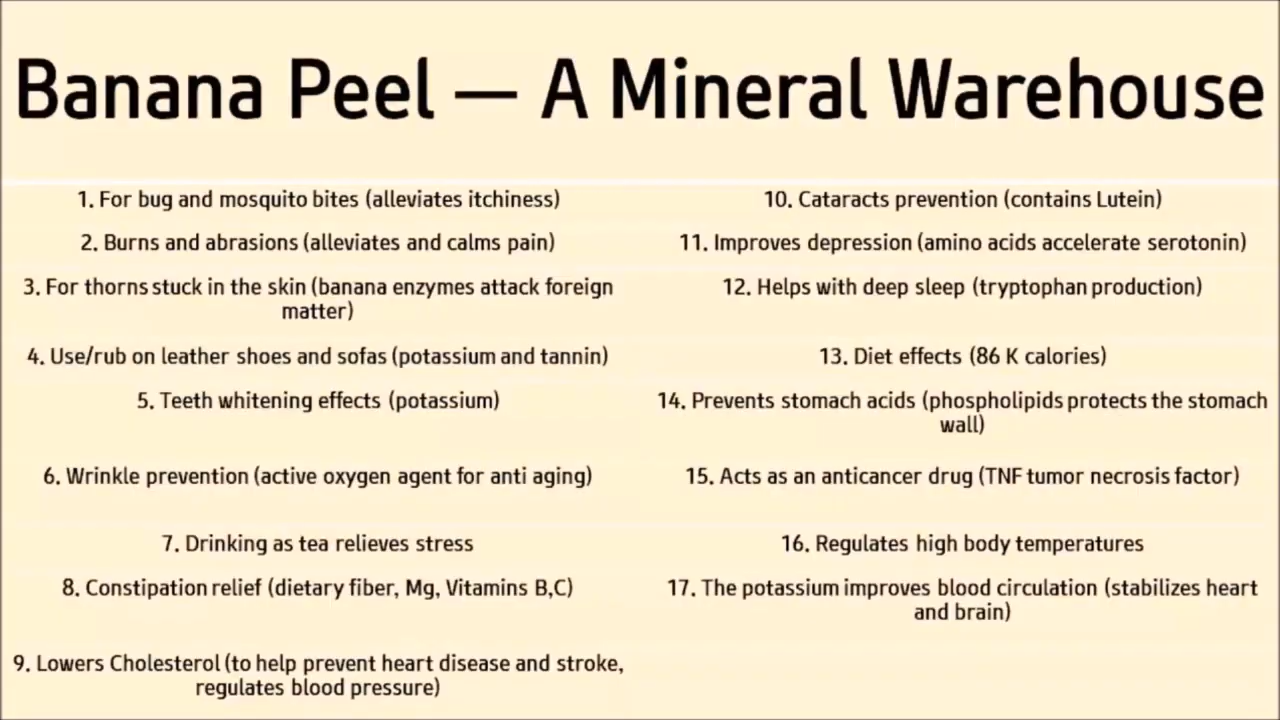 Banana Peel — A Mineral Warehouse
1. For bug and mosquito bites (alleviates itchiness)
2. Burns and abrasions (alleviates and calms pain)
3. For thorns stuck in the skin (banana enzymes attack foreign
matter)
4. Use/rub on leather shoes and sofas (potassium and tannin)
5. Teeth whitening effects (potassium)
6. Wrinkle prevention (active oxygen agent for anti aging)
7. Drinking as tea relieves stress
8. Constipation relief (dietary fiber, Mg, Vitamins B,C)
9. Lowers Cholesterol (to help prevent heart disease and stroke,
regulates blood pressure)
10. Cataracts prevention (contains Lutein)
11. Improves depression (amino acids accelerate serotonin)
12. Helps with deep sleep (tryptophan production)
13. Diet effects (86 K calories)
14. Prevents stomach acids (phospholipids protects the stomach
wall)
15. Acts as an anticancer drug (TNF tumor necrosis factor)
16. Regulates high body temperatures
17. The potassium improves blood circulation (stabilizes heart
and brain)